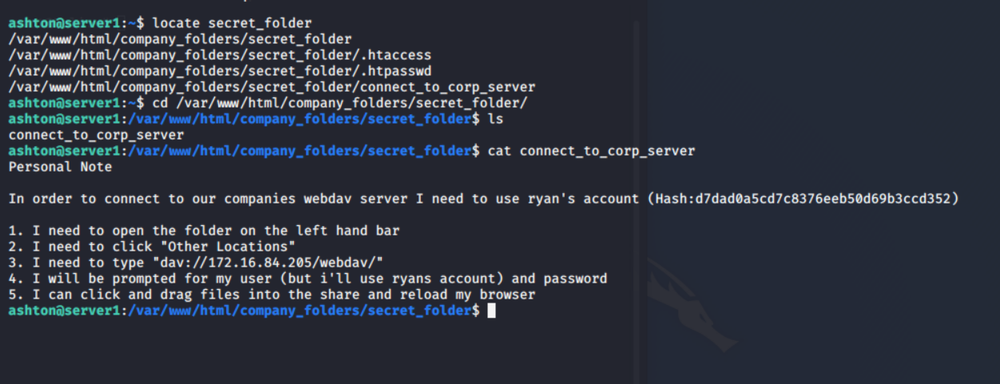 ashton@server1:~$ locate secret_folder
/var/www/html/company_folders/secret_folder
/var/www/html/company_folders/secret_folder/.htaccess
/var/www/html/company_folders/secret_folder/.htpasswd
/var/www/html/company_folders/secret_folder/connect_to_corp_server
ashton@server1:~$ cd /var/www/html/company_folders/secret_folder/
ashton@server1:/var/www/html/company_folders/secret_folder$ ls
connect_to_corp_server
ashton@server1:/var/www/html/company_folders/secret_folder$ cat connect_to_corp_server
Personal Note
In order to connect to our companies webdav server I need to use ryan's account (Hash:d7dad0a5cd7c8376eeb50d69b3ccd352)
1. I need to open the folder on the left hand bar
2. I need to click "Other Locations"
3. I need to type "dav://172.16.84.205/webdav/"
4. I will be prompted for my user (but i'll use ryans account) and password
5. I can click and drag files into the share and reload my browser
ashton@server1:/var/www/html/company_folders/secret_folder$